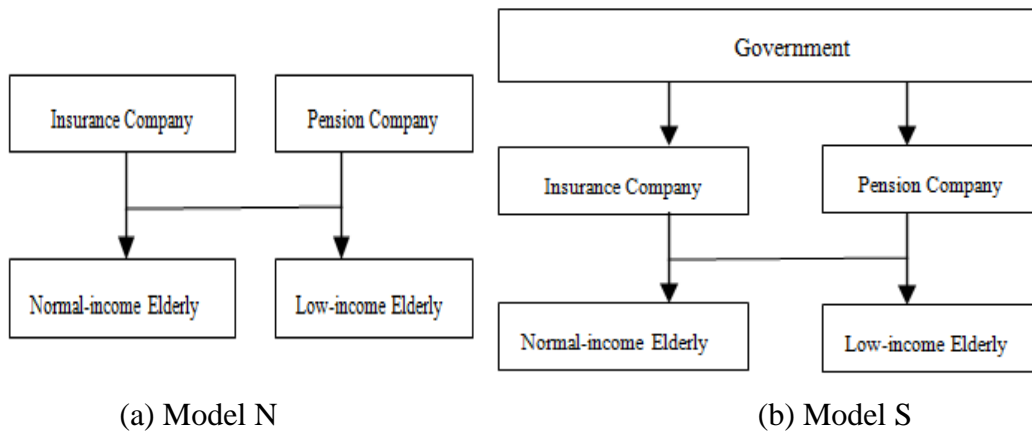 Government
Insurance Company
Pension Company
Insurance Company
Pension Company
Normal-income Elderly
Low-income Elderly
Normal-income Elderly
Low-income Elderly
(a) Model N
(b) Model S